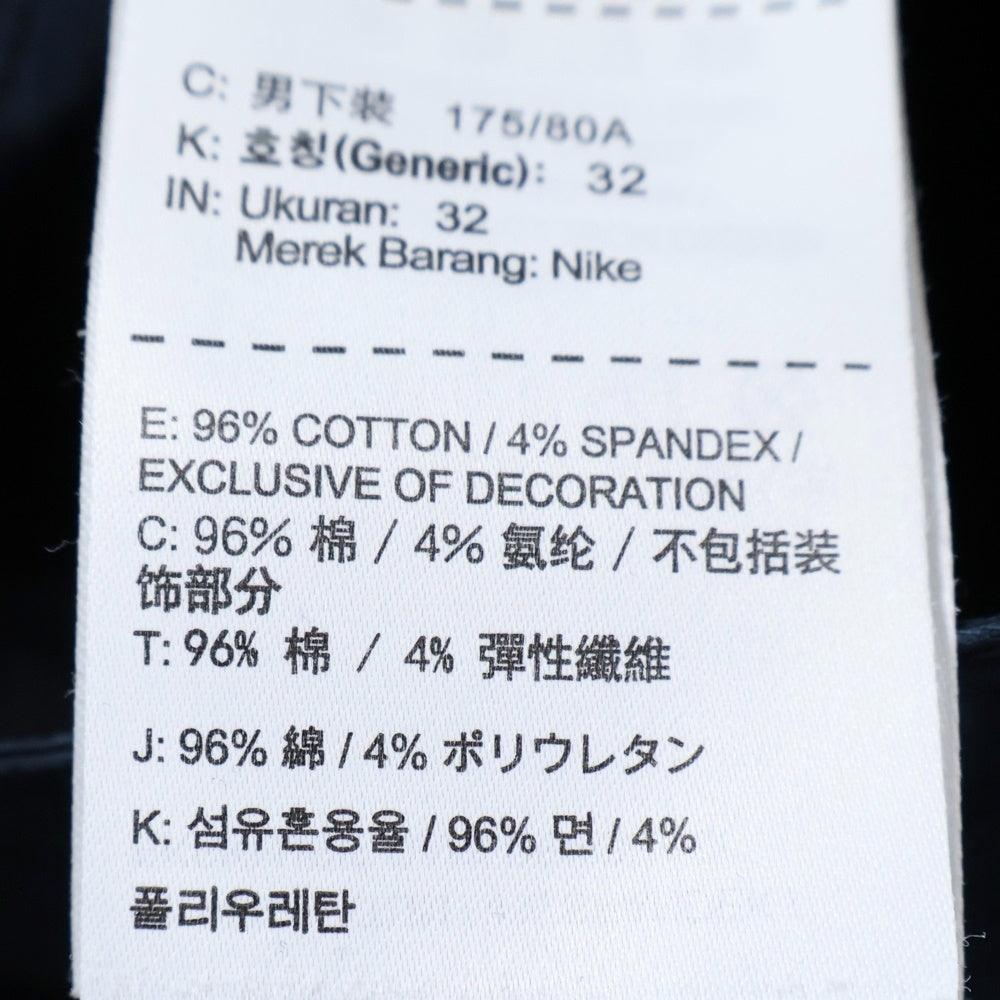 C: 男下装 175/80A
K: 호칭(Generic): 32
IN: Ukuran: 32
Merek Barang: Nike
E: 96% COTTON / 4% SPANDEX /
EXCLUSIVE OF DECORATION
C: 96% 棉 / 4% 氨纶 / 不包括装
饰部分
T: 96% 棉 / 4% 彈性纖維
J: 96% 綿 / 4% ポリウレタン
K: 섬유혼용율 / 96% 면 / 4%
폴리우레탄